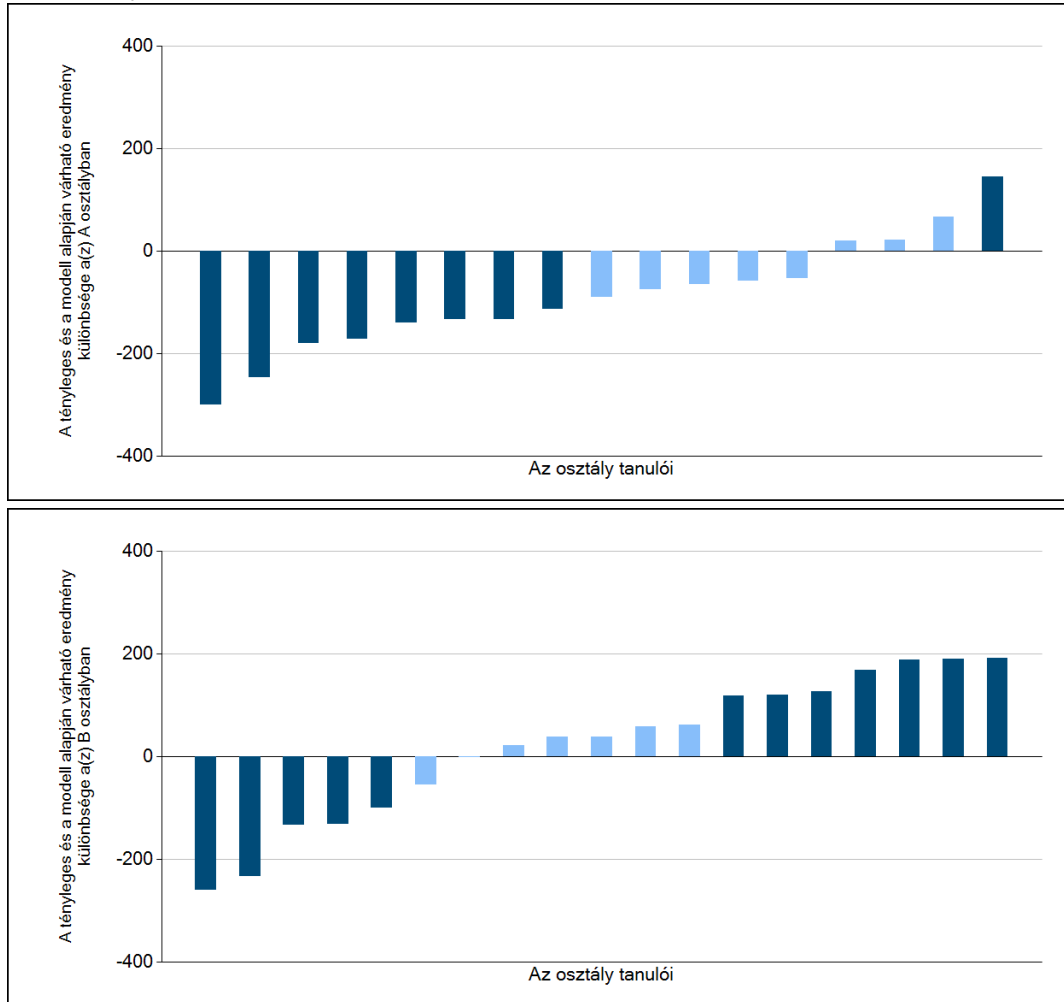 A tényleges és a modell alapján várható eredmény
különbsége a(z) A osztályban
400
200
0
-200
-400
Az osztály tanulói
A tényleges és a modell alapján várható eredmény
különbsége a(z) B osztályban
400
200
0
-200
-400
Az osztály tanulói